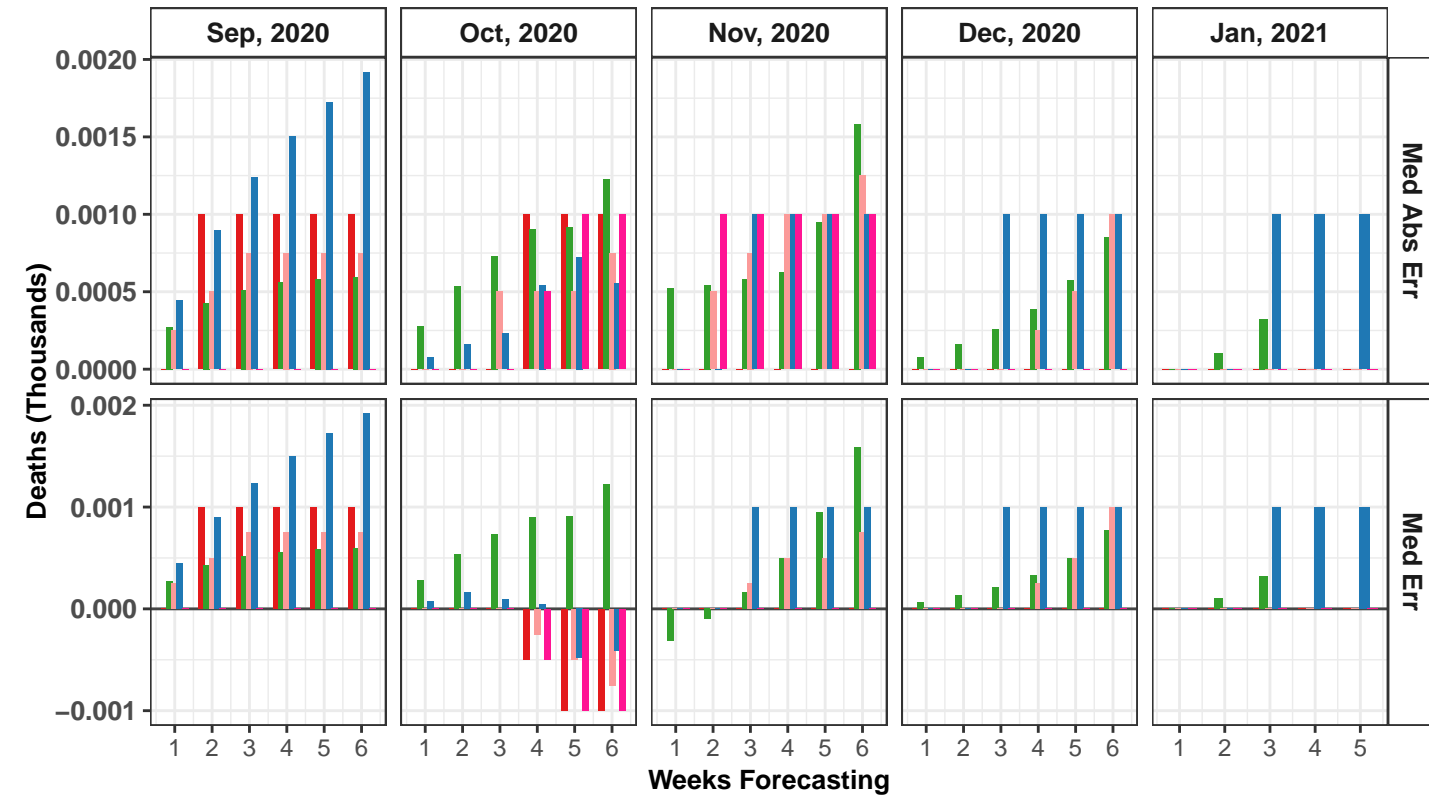 Sep, 2020 Oct, 2020 Nov, 2020 Dec, 2020 Jan, 2021
0.0020
0.0015
0.0010
0.0005
0.0000
Med Abs Err
Deaths (Thousands)
0.002
0.001
0.000
−0.001
Med Err
1 2 3 4 5 6 1 2 3 4 5 6 1 2 3 4 5 6 1 2 3 4 5 6 1 2 3 4 5
Weeks Forecasting